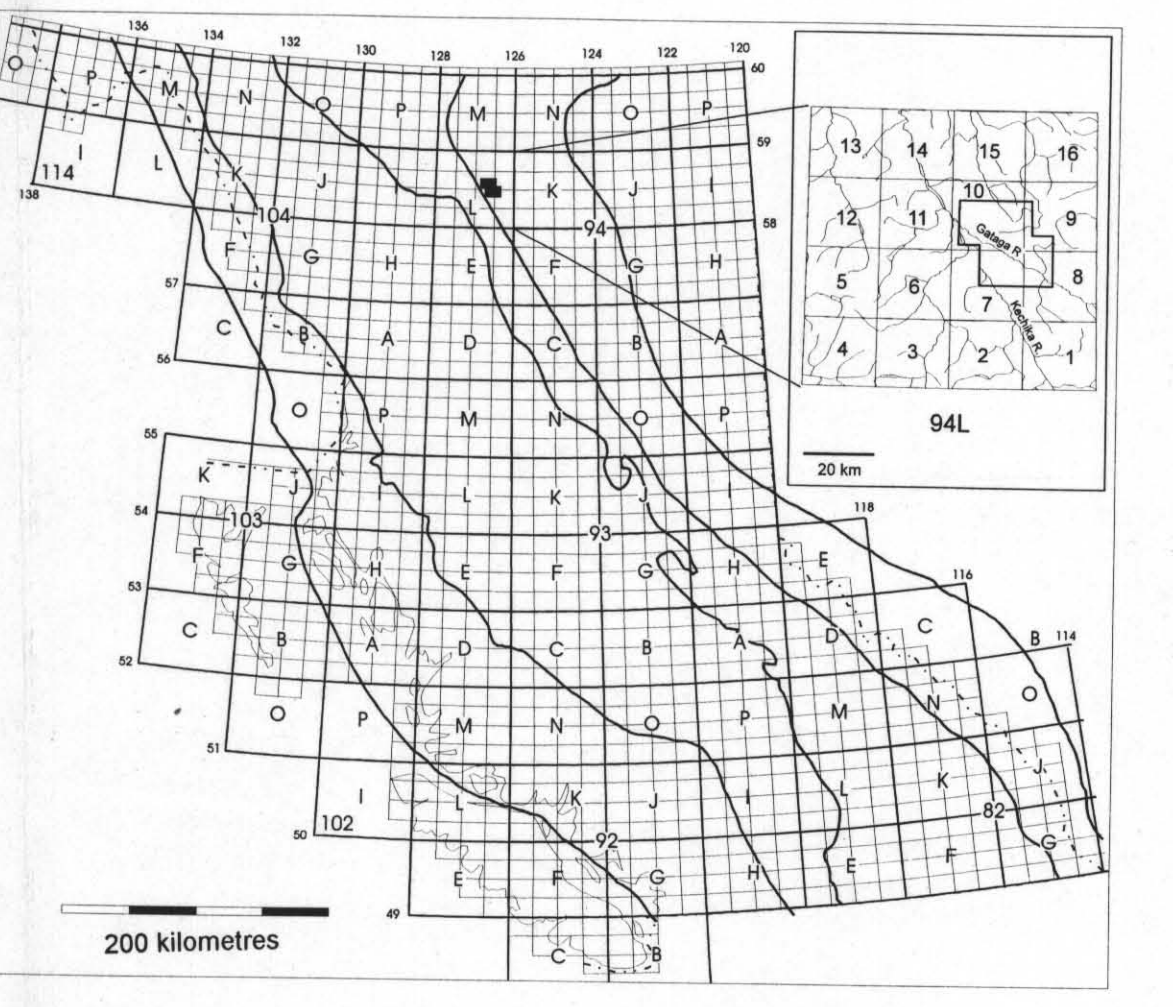 136 134 132 130 128 126 124 122 120
60
O P M N O P M N O P
59
I L K J I L K J I
114
138
104 94
58
F G H E F G H
57
C B A D C B A
56
O P M N O P
55
K J I L K J I
54
103 93
118
F G H E F G H E
53
116
C B A D C B A D C B
114
52
O P M N O P M N O
51
I L K J I L K J
50
102 92 82
E F G H E F G
49
C B
200 kilometres
13 14 15 16
12 11 10 9
Gataga R
5 6 7 8
Kechika R.
4 3 2 1
94L
20 km